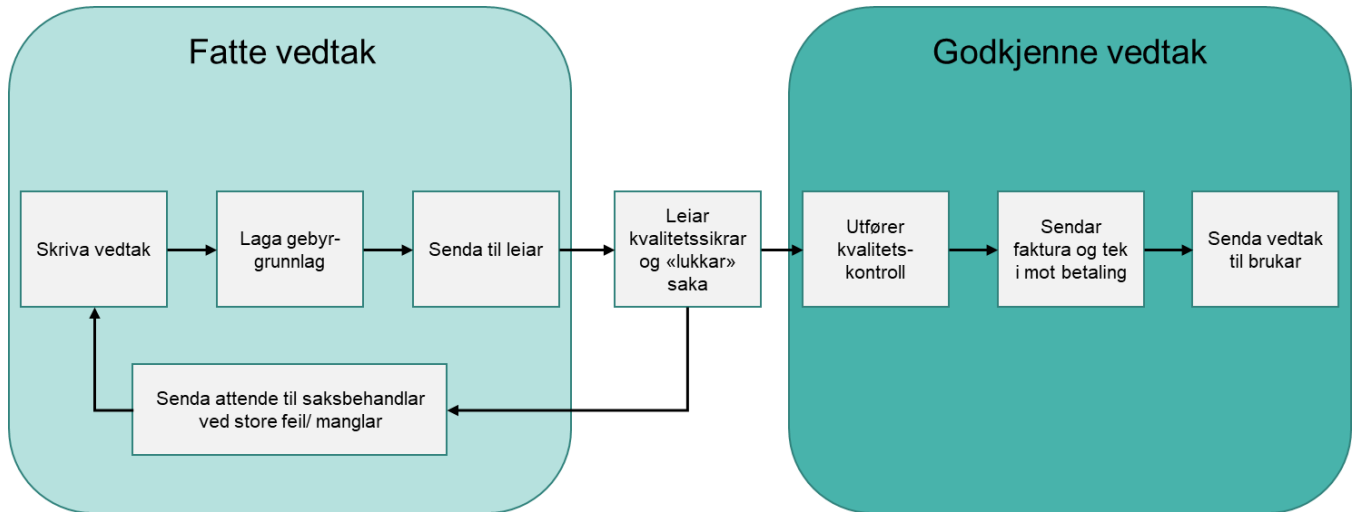 Fatte vedtak
Godkjenne vedtak
Skriva vedtak
Laga gebyr-
grunnlag
Senda til leiar
Leiar
kvalitetssikrar
og «lukkar»
saka
Utfører
kvalitets-
kontroll
Sendar
faktura og tek
i mot betaling
Senda vedtak
til brukar
Senda attende til saksbehandlar
ved store feil/ manglar